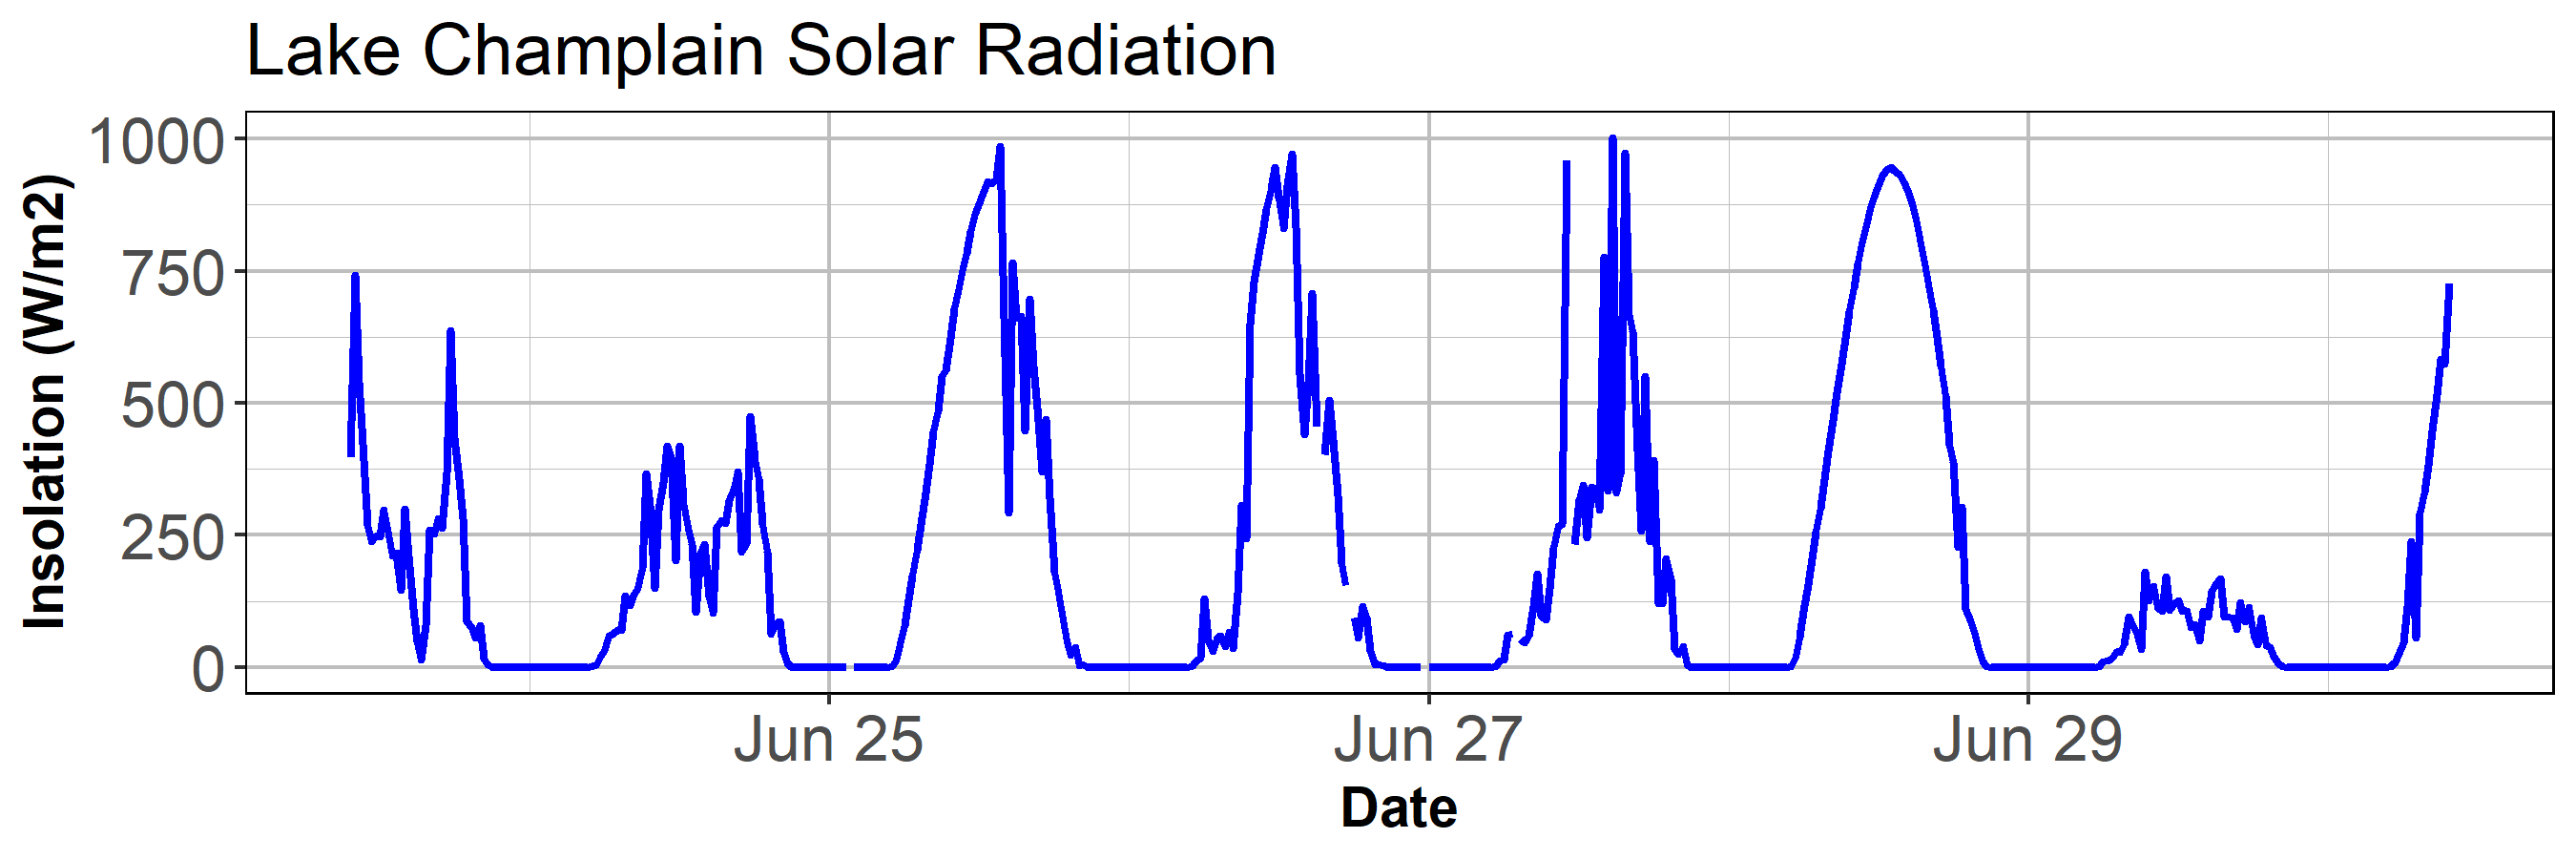 Lake Champlain Solar Radiation
1000
750
500
250
0
Insolation (W/m2)
Jun 25
Jun 27
Jun 29
Date